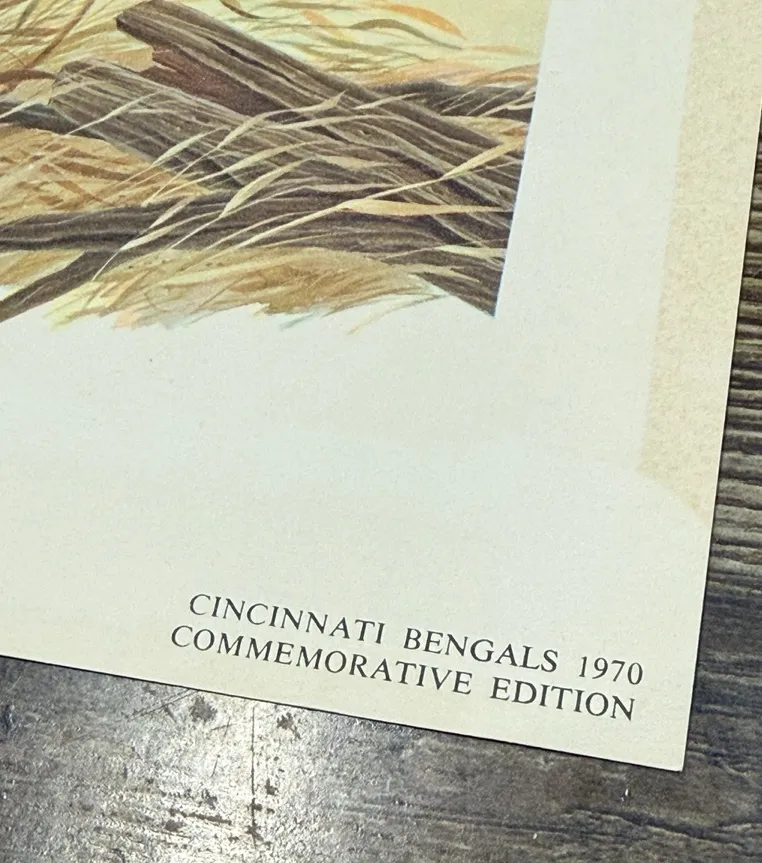 CINCINNATI BENGALS 1970
COMMEMORATIVE EDITION